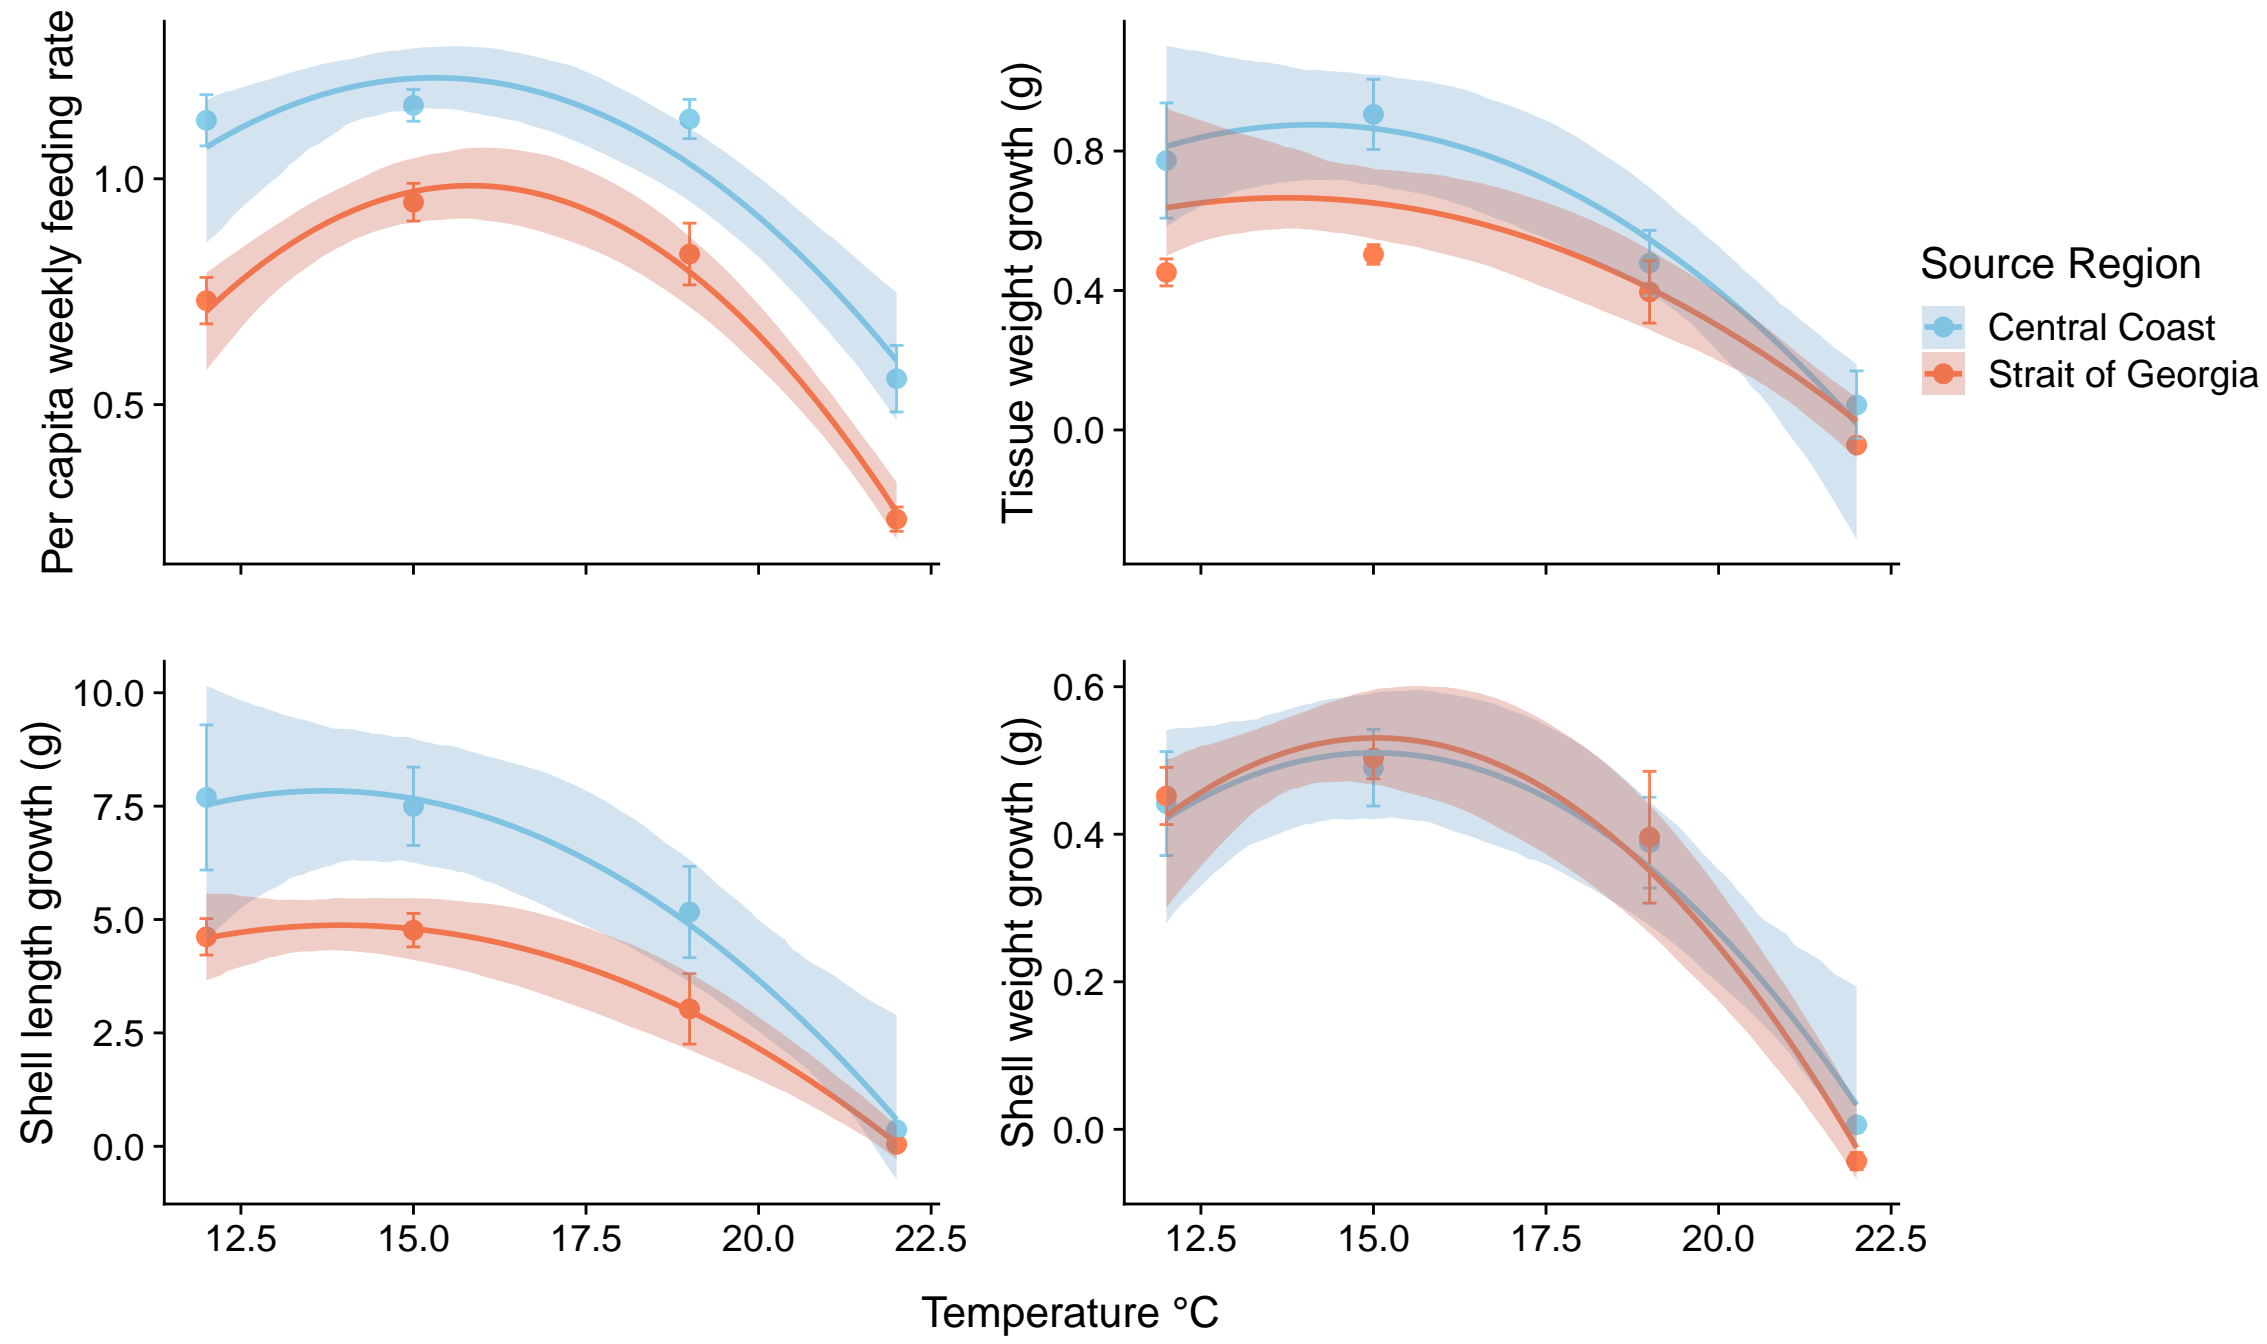 Per capita weekly feeding rate
1.0
0.5
Tissue weight growth (g)
0.8
0.4
0.0
Source Region
Central Coast
Strait of Georgia
Shell length growth (g)
10.0
7.5
5.0
2.5
0.0
12.5 15.0 17.5 20.0 22.5
Shell weight growth (g)
0.6
0.4
0.2
0.0
12.5 15.0 17.5 20.0 22.5
Temperature °C